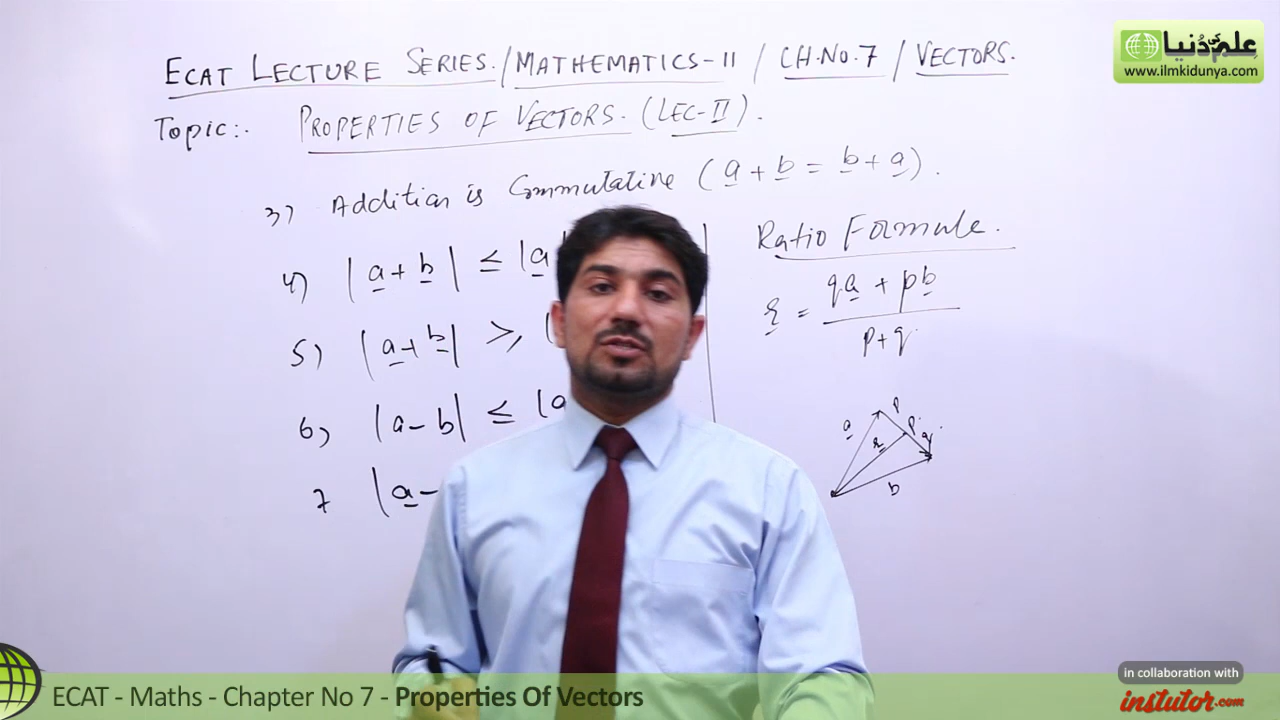 ECAT LECTURE SERIES. / MATHEMATICS-II / CH.NO.7 / VECTORS.
Topic:. PROPERTIES OF VECTORS. (LEC-II).
3) Addition is Commutative (a + b = b + a).
4) |a + b| ≤ |a
5) |a + b| ≥ |
6) |a - b| ≤ |a
7 |a -
Ratio Formule.
r = qa + pb
p+q
a
p
P
r
q
b
علم کی دنیا
www.ilmkidunya.com
ECAT - Maths - Chapter No 7 - Properties Of Vectors
in collaboration with
instutor.com